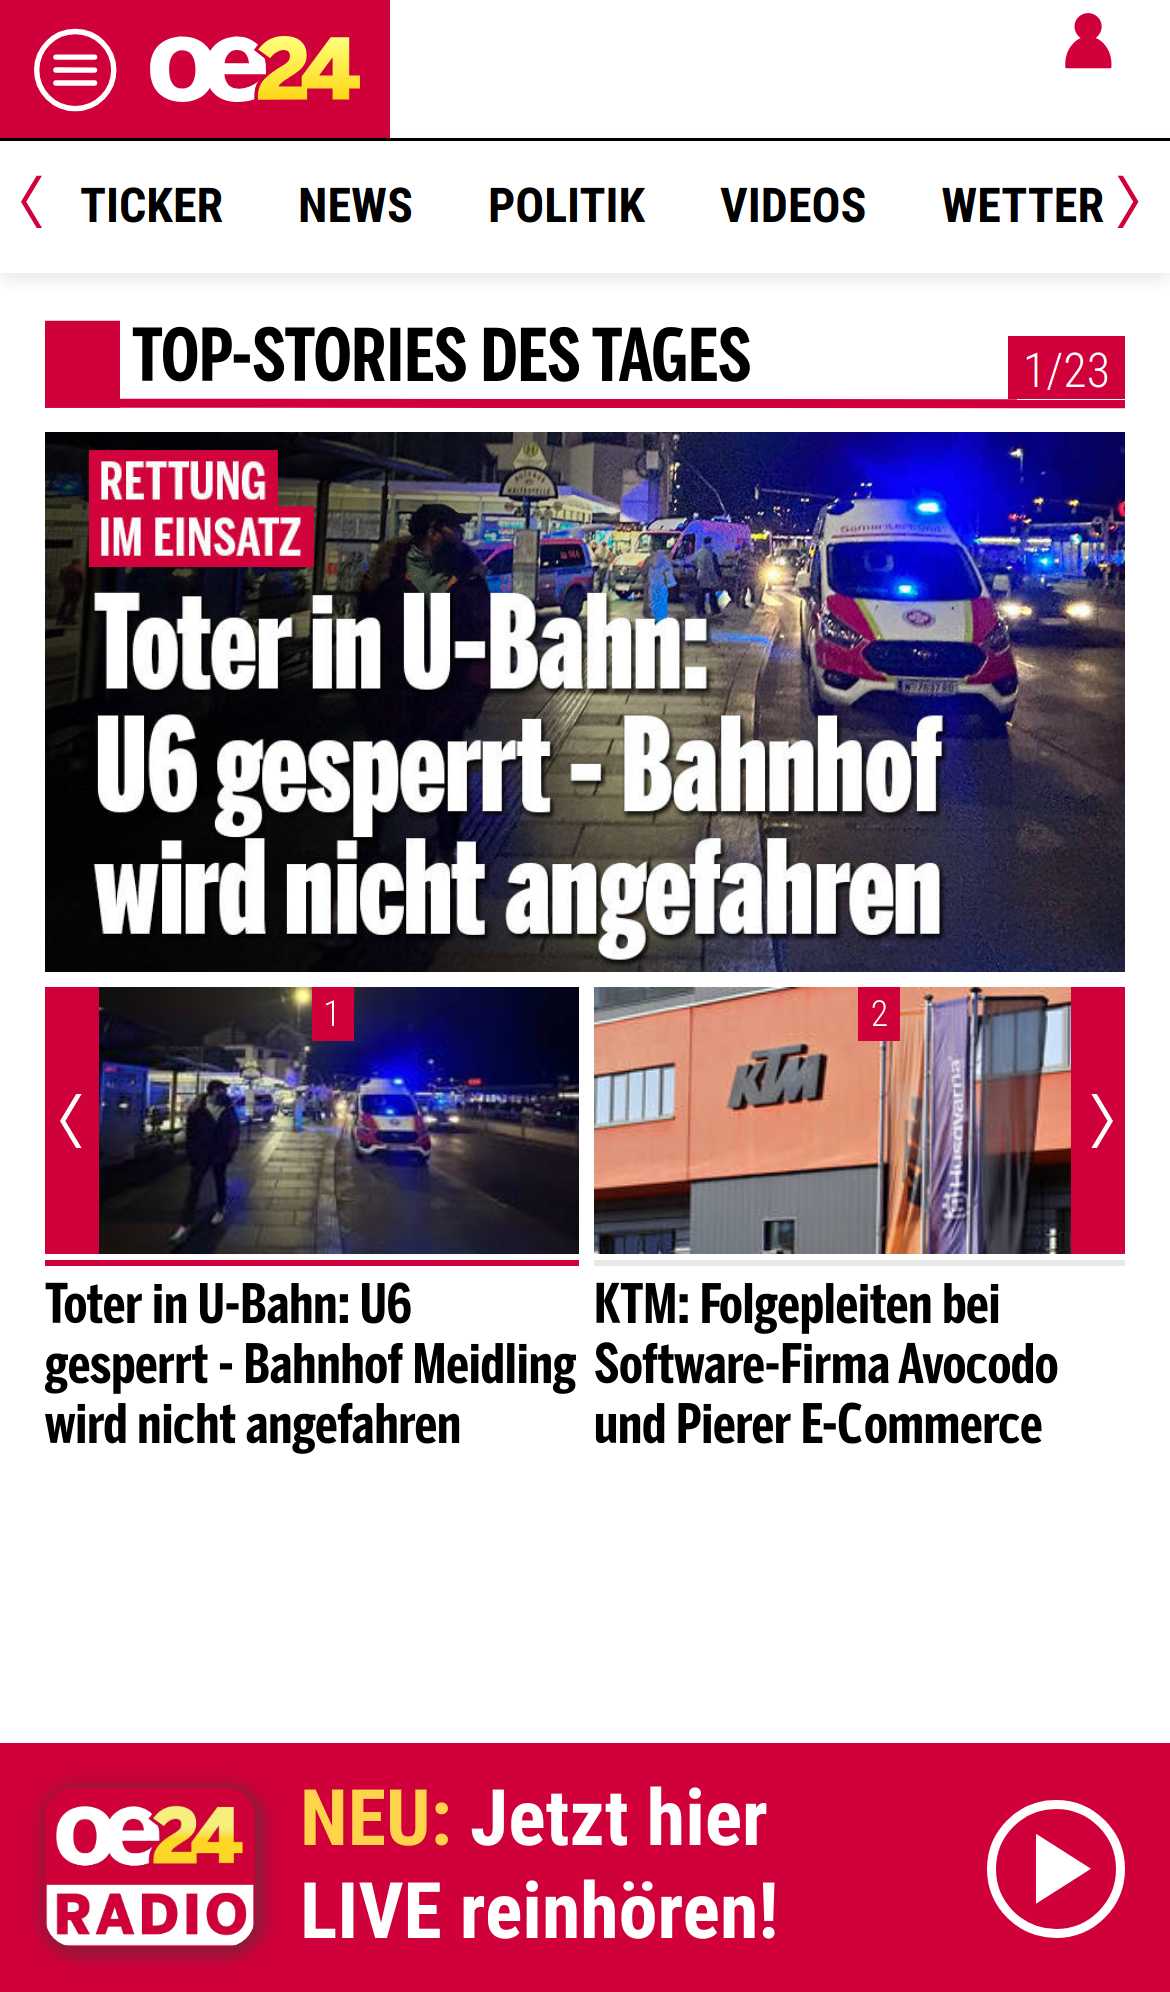 oe24
TICKER NEWS POLITIK VIDEOS WETTER
TOP-STORIES DES TAGES
1/23
RETTUNG
IM EINSATZ
Toter in U-Bahn:
U6 gesperrt - Bahnhof
wird nicht angefahren
1
2
KTM
Husqvarna
Toter in U-Bahn: U6
gesperrt - Bahnhof Meidling
wird nicht angefahren
KTM: Folgepleiten bei
Software-Firma Avocodo
und Pierer E-Commerce
oe24
RADIO
NEU: Jetzt hier
LIVE reinhören!